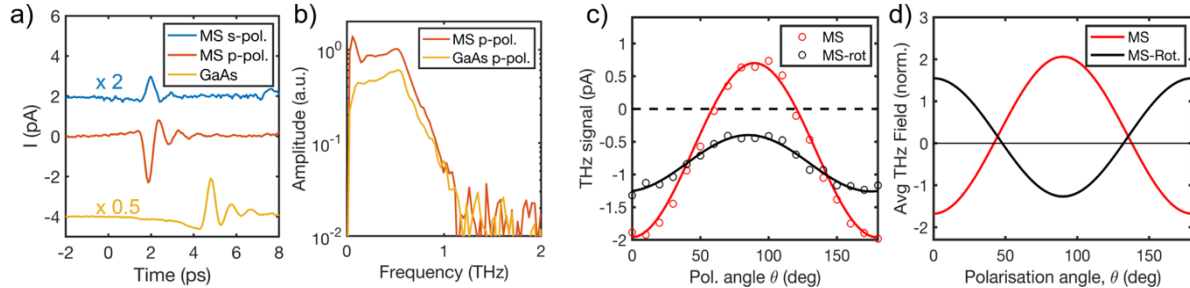 a)
6
4
2
0
-2
-4
-6
I (pA)
x 2
x 0.5
MS s-pol.
MS p-pol.
GaAs
-2 0 2 4 6 8
Time (ps)
b)
10⁰
10⁻¹
10⁻²
Amplitude (a.u.)
MS p-pol.
GaAs p-pol.
0 1 2
Frequency (THz)
c)
1
0.5
0
-0.5
-1
-1.5
-2
THz signal (pA)
MS
MS-rot
0 50 100 150
Pol. angle θ (deg)
d)
2
1
0
-1
-2
Avg THz Field (norm.)
MS
MS-Rot.
0 50 100 150
Polarisation angle, θ (deg)